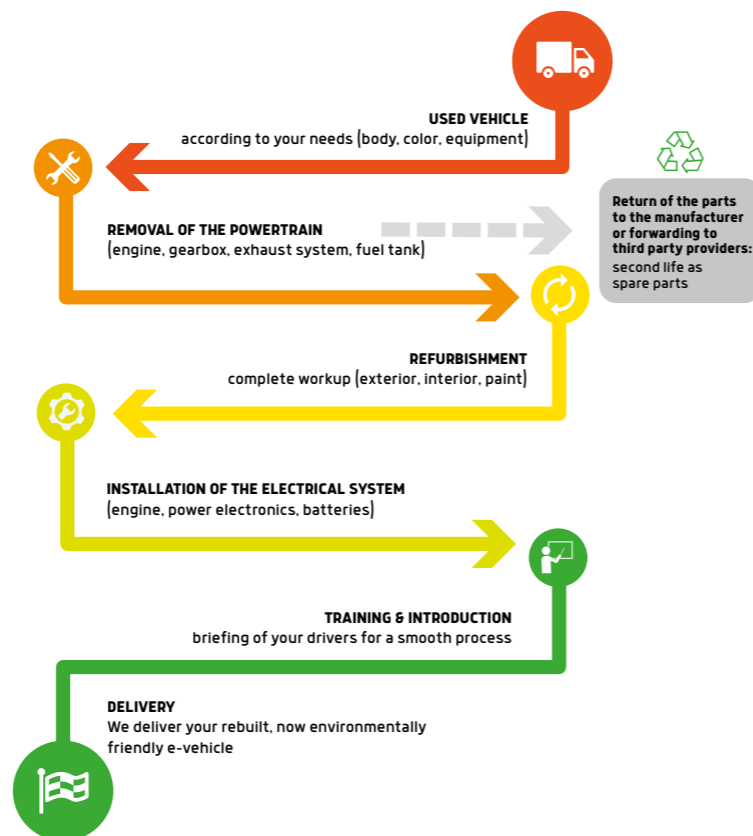 USED VEHICLE
according to your needs (body, color, equipment)
REMOVAL OF THE POWERTRAIN
(engine, gearbox, exhaust system, fuel tank)
Return of the parts
to the manufacturer
or forwarding to
third party providers:
second life as
spare parts
REFURBISHMENT
complete workup (exterior, interior, paint)
INSTALLATION OF THE ELECTRICAL SYSTEM
(engine, power electronics, batteries)
TRAINING & INTRODUCTION
briefing of your drivers for a smooth process
DELIVERY
We deliver your rebuilt, now environmentally
friendly e-vehicle